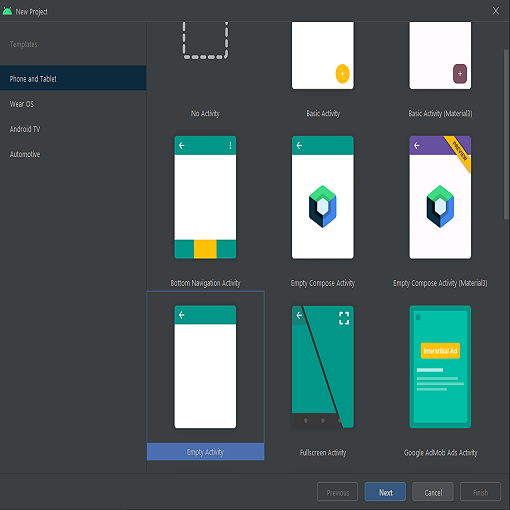 New Project
X
Templates
Phone and Tablet
Wear OS
Android TV
Automotive
No Activity
Basic Activity
Basic Activity (Material3)
PREVIEW
Bottom Navigation Activity
Empty Compose Activity
Empty Compose Activity (Material3)
Interstitial Ad
Empty Activity
Fullscreen Activity
Google AdMob Ads Activity
Previous
Next
Cancel
Finish